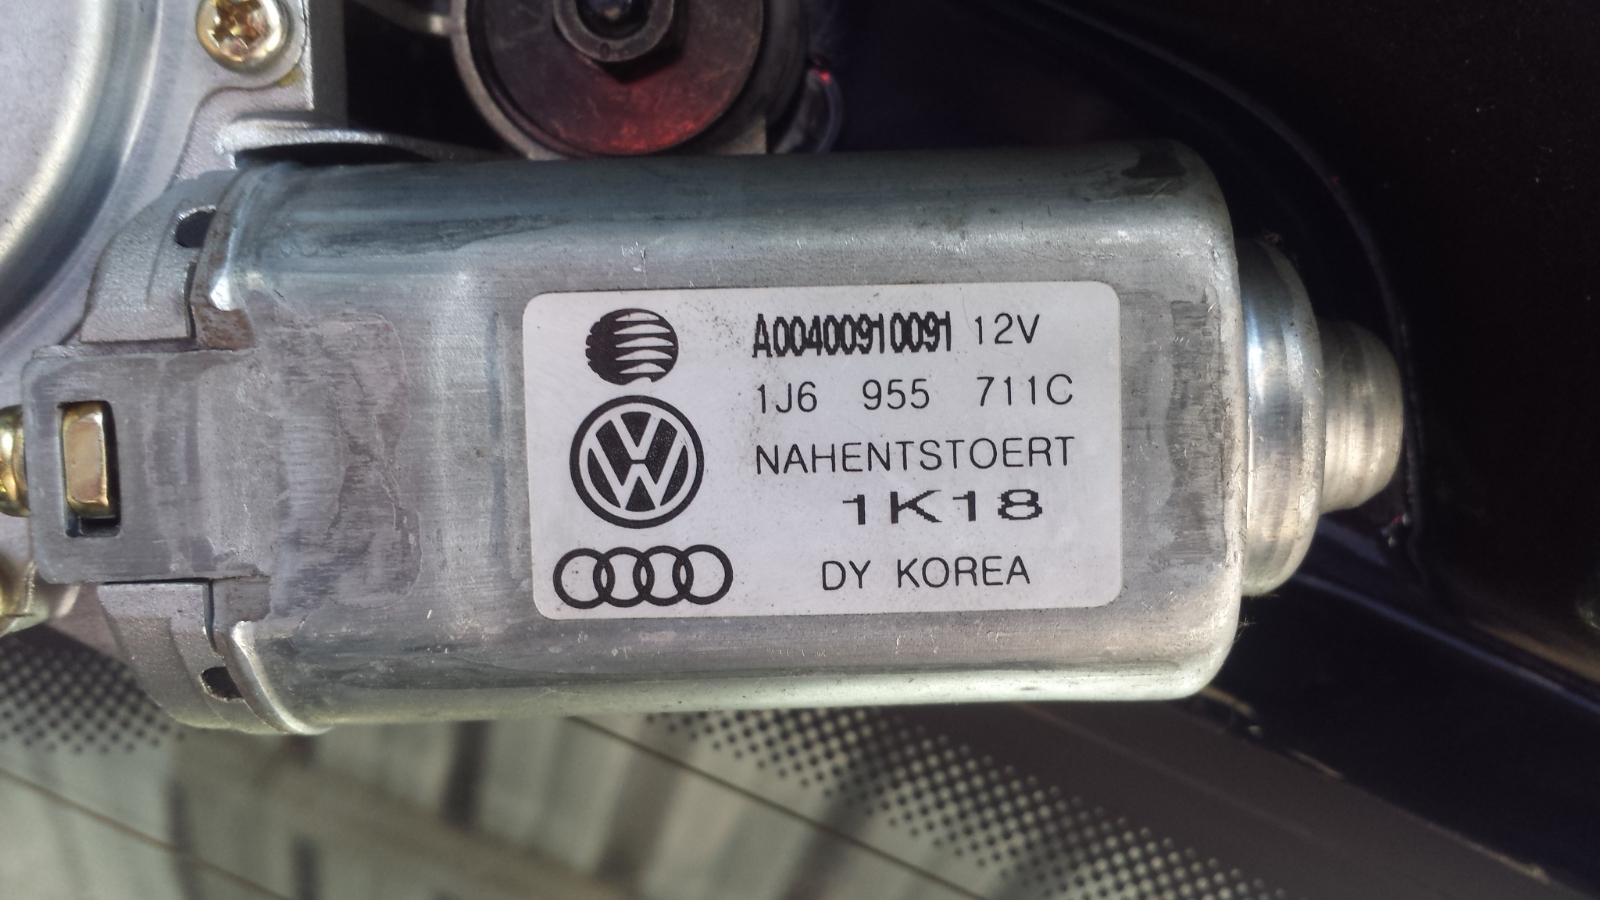 A00400910091 12V
1J6 955 711C
NAHENTSTOERT
1K18
DY KOREA